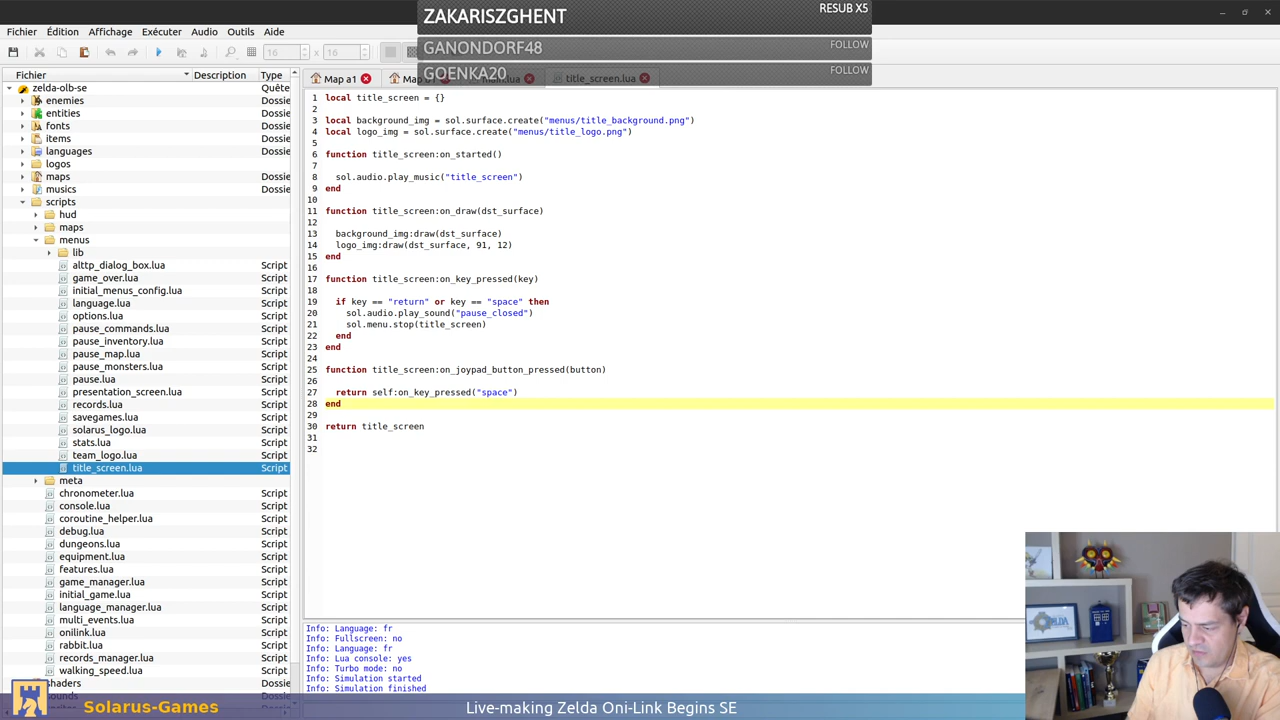 ZAKARISZGHENT
RESUB X5
GANONDORF48
FOLLOW
GOENKA20
FOLLOW
Fichier Édition Affichage Exécuter Audio Outils Aide
16 x 16
Fichier Description Type
zelda-olb-se Quête
enemies Dossie
entities Dossie
fonts Dossie
items Dossie
languages Dossie
logos Dossie
maps Dossie
musics Dossie
scripts Dossie
hud Dossie
maps Dossie
menus Dossie
lib Dossie
alttp_dialog_box.lua Script
game_over.lua Script
initial_menus_config.lua Script
language.lua Script
options.lua Script
pause_commands.lua Script
pause_inventory.lua Script
pause_map.lua Script
pause_monsters.lua Script
pause.lua Script
presentation_screen.lua Script
records.lua Script
savegames.lua Script
solarus_logo.lua Script
stats.lua Script
team_logo.lua Script
title_screen.lua Script
meta Dossie
chronometer.lua Script
console.lua Script
coroutine_helper.lua Script
debug.lua Script
dungeons.lua Script
equipment.lua Script
features.lua Script
game_manager.lua Script
initial_game.lua Script
language_manager.lua Script
multi_events.lua Script
onilink.lua Script
rabbit.lua Script
records_manager.lua Script
walking_speed.lua Script
shaders Dossie
Map a1 title_screen.lua
1 local title_screen = {}
2
3 local background_img = sol.surface.create("menus/title_background.png")
4 local logo_img = sol.surface.create("menus/title_logo.png")
5
6 function title_screen:on_started()
7
8 sol.audio.play_music("title_screen")
9 end
10
11 function title_screen:on_draw(dst_surface)
12
13 background_img:draw(dst_surface)
14 logo_img:draw(dst_surface, 91, 12)
15 end
16
17 function title_screen:on_key_pressed(key)
18
19 if key == "return" or key == "space" then
20 sol.audio.play_sound("pause_closed")
21 sol.menu.stop(title_screen)
22 end
23 end
24
25 function title_screen:on_joypad_button_pressed(button)
26
27 return self:on_key_pressed("space")
28 end
29
30 return title_screen
31
32
Info: Language: fr
Info: Fullscreen: no
Info: Language: fr
Info: Lua console: yes
Info: Turbo mode: no
Info: Simulation started
Info: Simulation finished
Solarus-Games
Live-making Zelda Oni-Link Begins SE